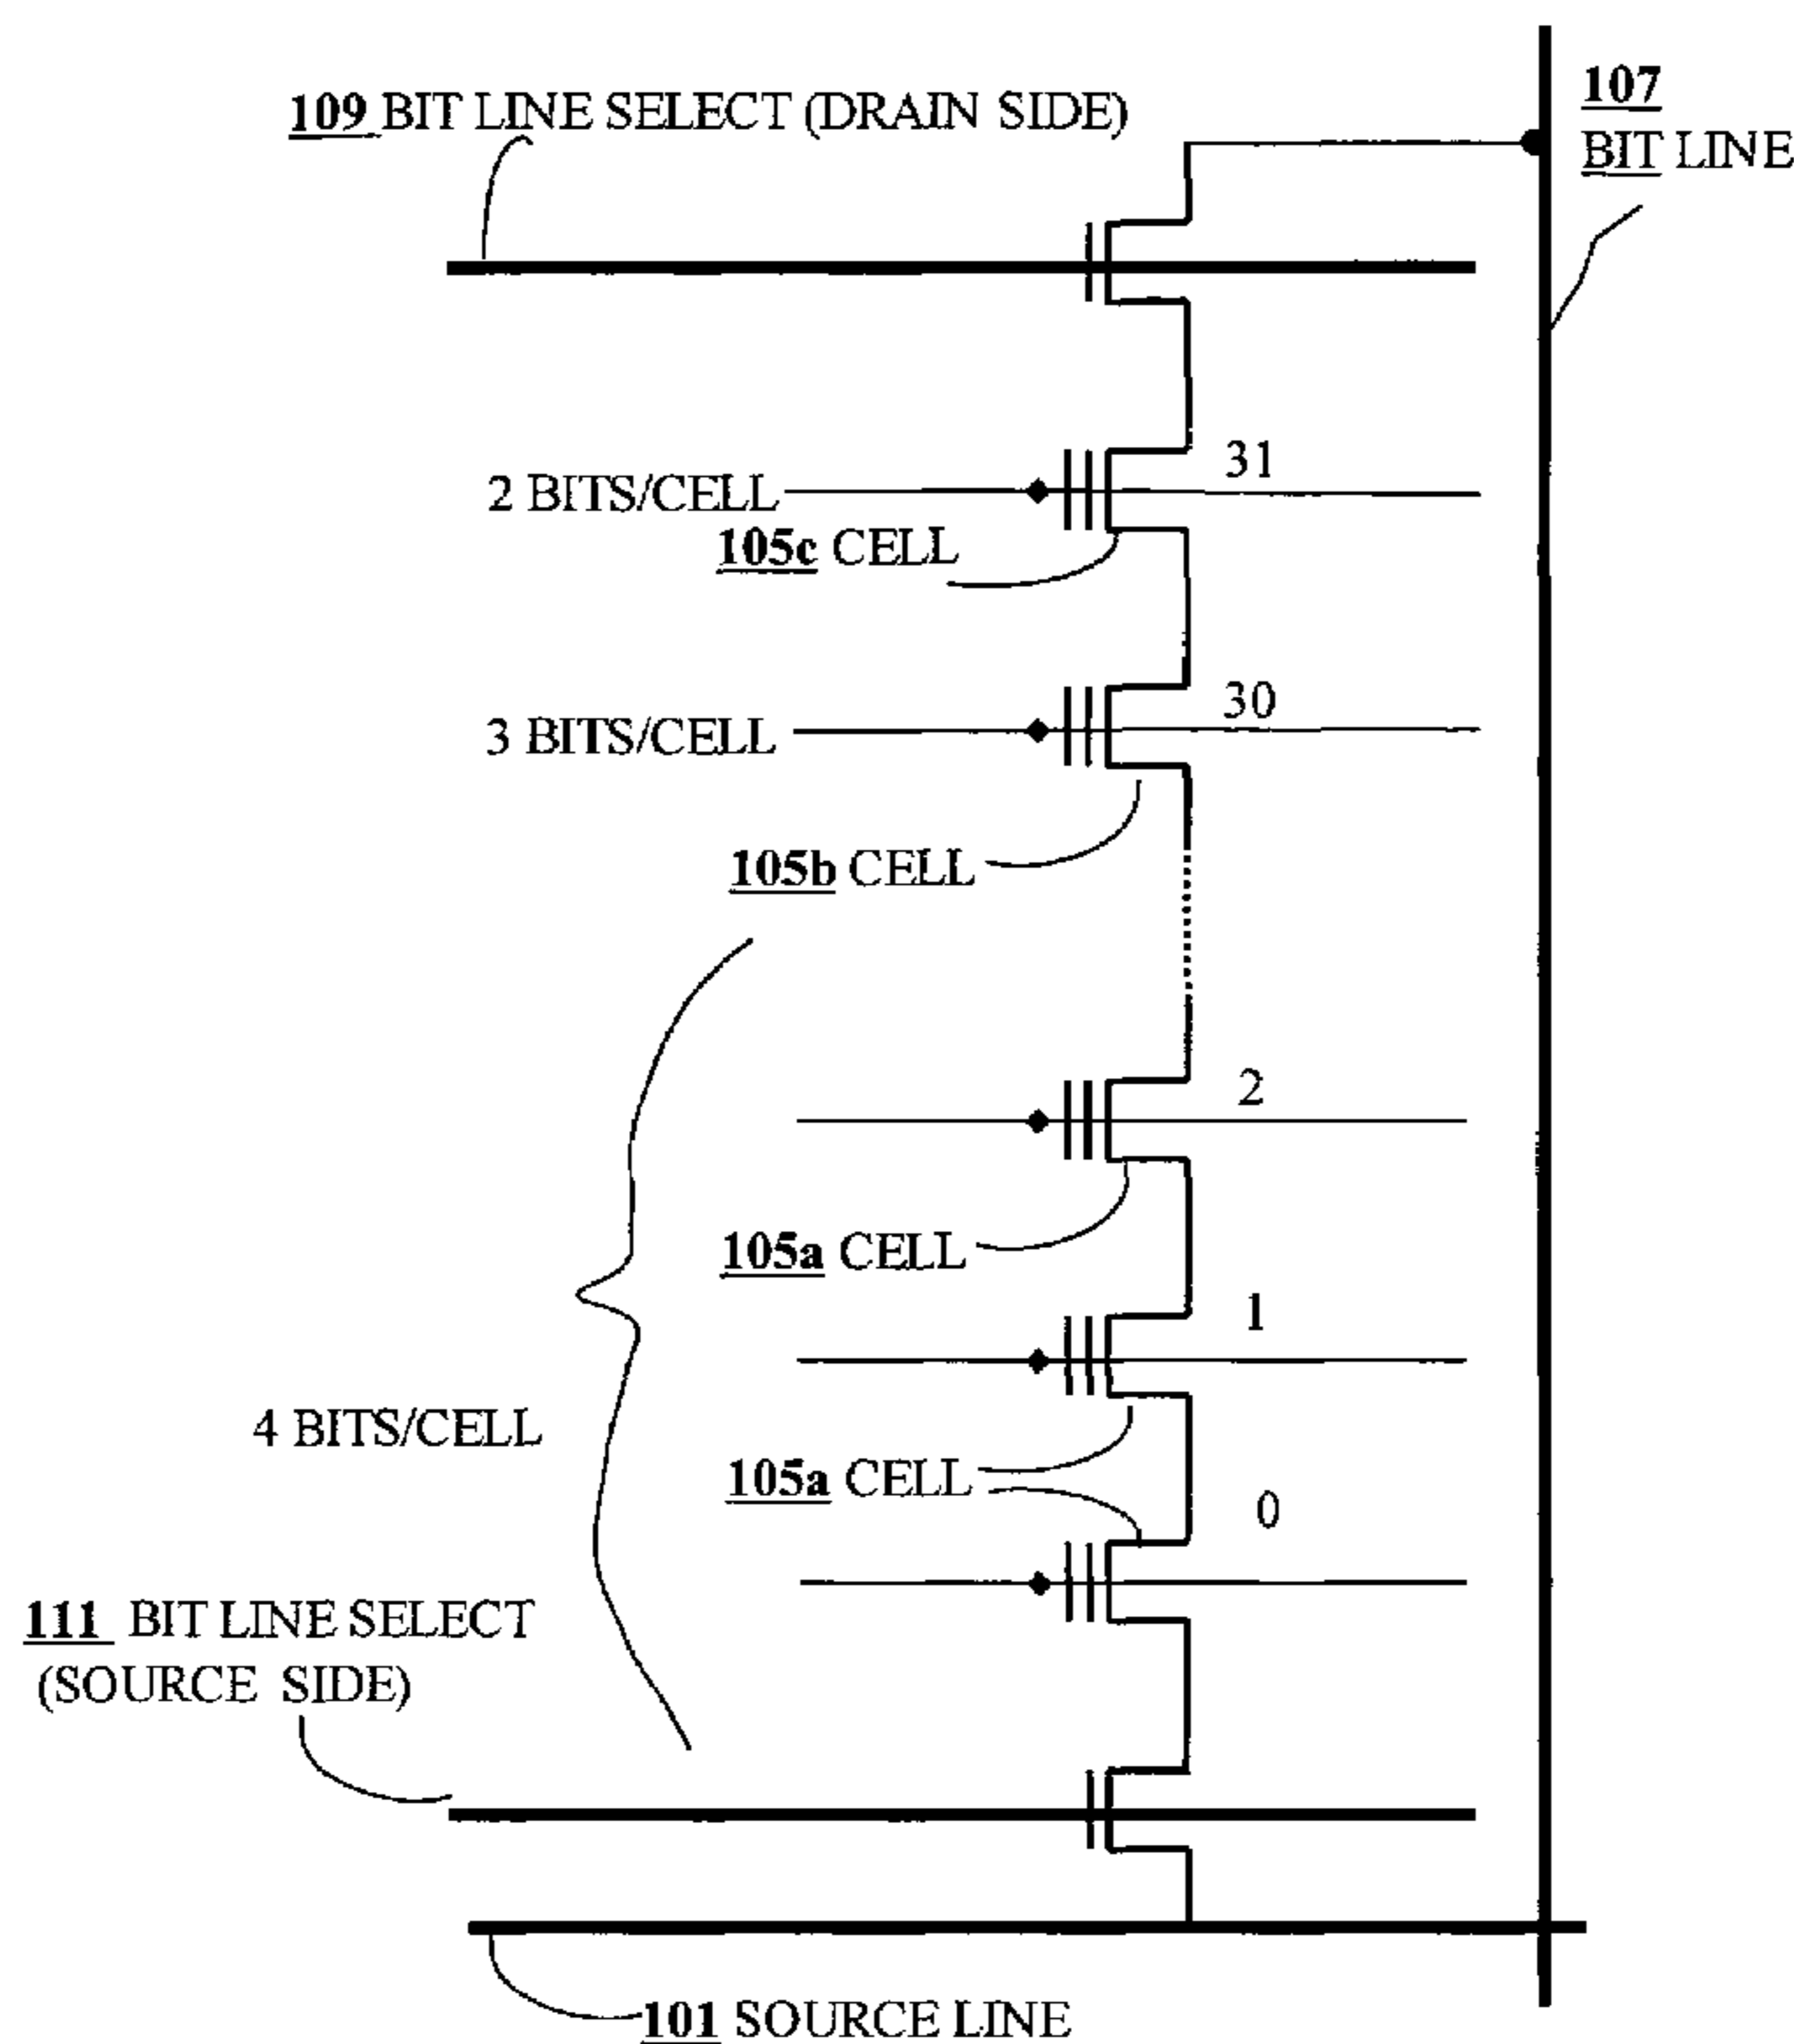 109 BIT LINE SELECT (DRAIN SIDE)
107
BIT LINE
31
2 BITS/CELL
105c CELL
30
3 BITS/CELL
105b CELL
2
105a CELL
1
4 BITS/CELL
105a CELL
0
111 BIT LINE SELECT
(SOURCE SIDE)
101 SOURCE LINE